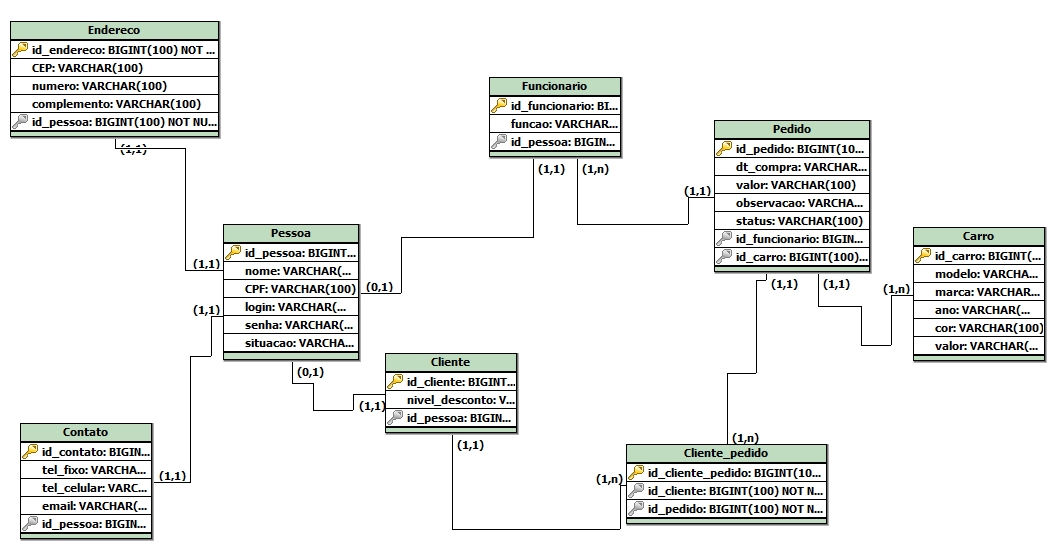 Endereco
id_endereco: BIGINT(100) NOT ...
CEP: VARCHAR(100)
numero: VARCHAR(100)
complemento: VARCHAR(100)
id_pessoa: BIGINT(100) NOT NU...
(1,1)
Funcionario
id_funcionario: BI...
funcao: VARCHAR...
id_pessoa: BIGIN...
(1,1)
(1,n)
Pedido
id_pedido: BIGINT(10...
dt_compra: VARCHAR...
valor: VARCHAR(100)
observacao: VARCHA...
status: VARCHAR(100)
id_funcionario: BIGIN...
id_carro: BIGINT(100)...
(1,1)
(1,1)
(1,1)
Carro
id_carro: BIGINT(...
modelo: VARCHA...
marca: VARCHAR...
ano: VARCHAR(...
cor: VARCHAR(100)
valor: VARCHAR(...
(1,n)
Pessoa
id_pessoa: BIGINT...
nome: VARCHAR(...
CPF: VARCHAR(100)
login: VARCHAR(...
senha: VARCHAR(...
situacao: VARCHA...
(1,1)
(1,1)
(0,1)
(0,1)
Cliente
id_cliente: BIGINT...
nivel_desconto: V...
id_pessoa: BIGIN...
(1,1)
(1,1)
Contato
id_contato: BIGIN...
tel_fixo: VARCHA...
tel_celular: VARC...
email: VARCHAR(...
id_pessoa: BIGIN...
(1,1)
Cliente_pedido
id_cliente_pedido: BIGINT(10...
id_cliente: BIGINT(100) NOT N...
id_pedido: BIGINT(100) NOT N...
(1,n)
(1,n)